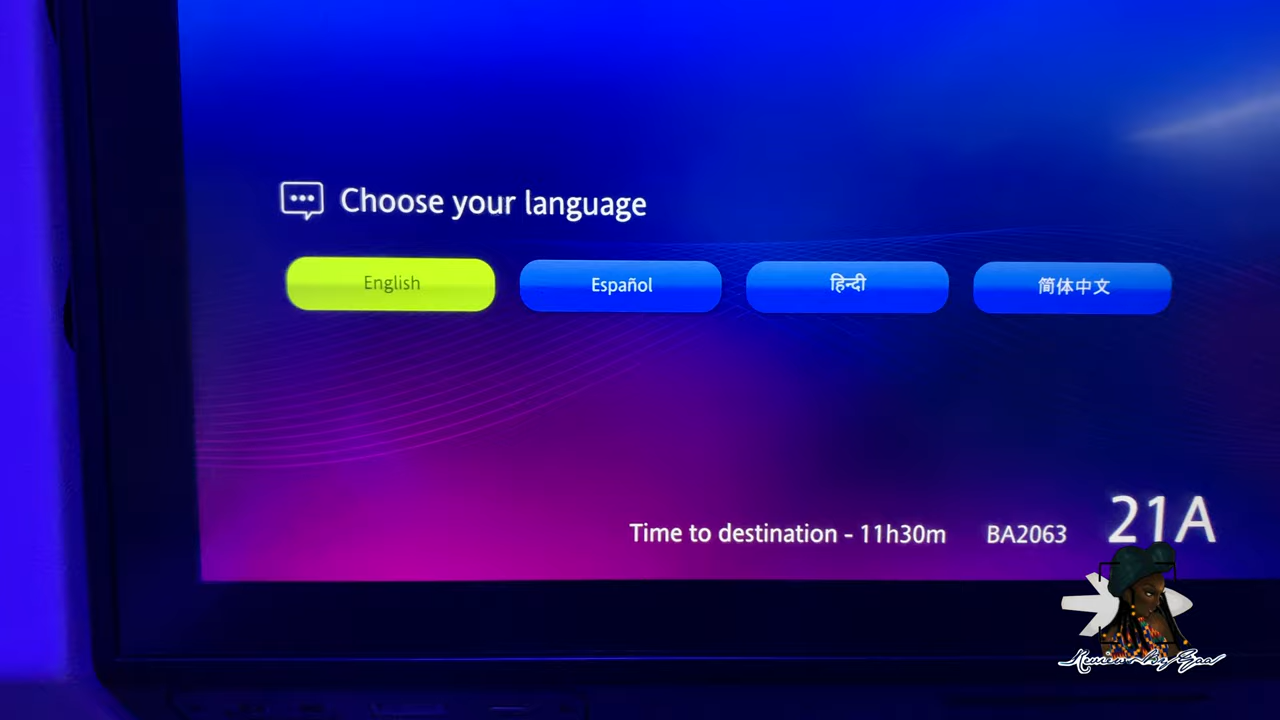 Choose your language
English
Español
हिन्दी
简体中文
Time to destination - 11h30m BA2063 21A